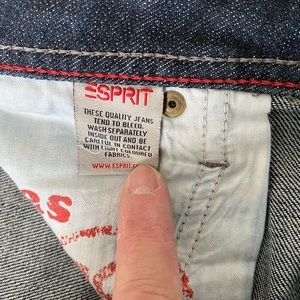 ESPRIT
THESE QUALITY JEANS
TEND TO BLEED.
WASH SEPARATELY
INSIDE OUT AND BE
CAREFUL IN CONTACT
WITH LIGHT COLOURED
FABRICS.
WWW.ESPRIT.